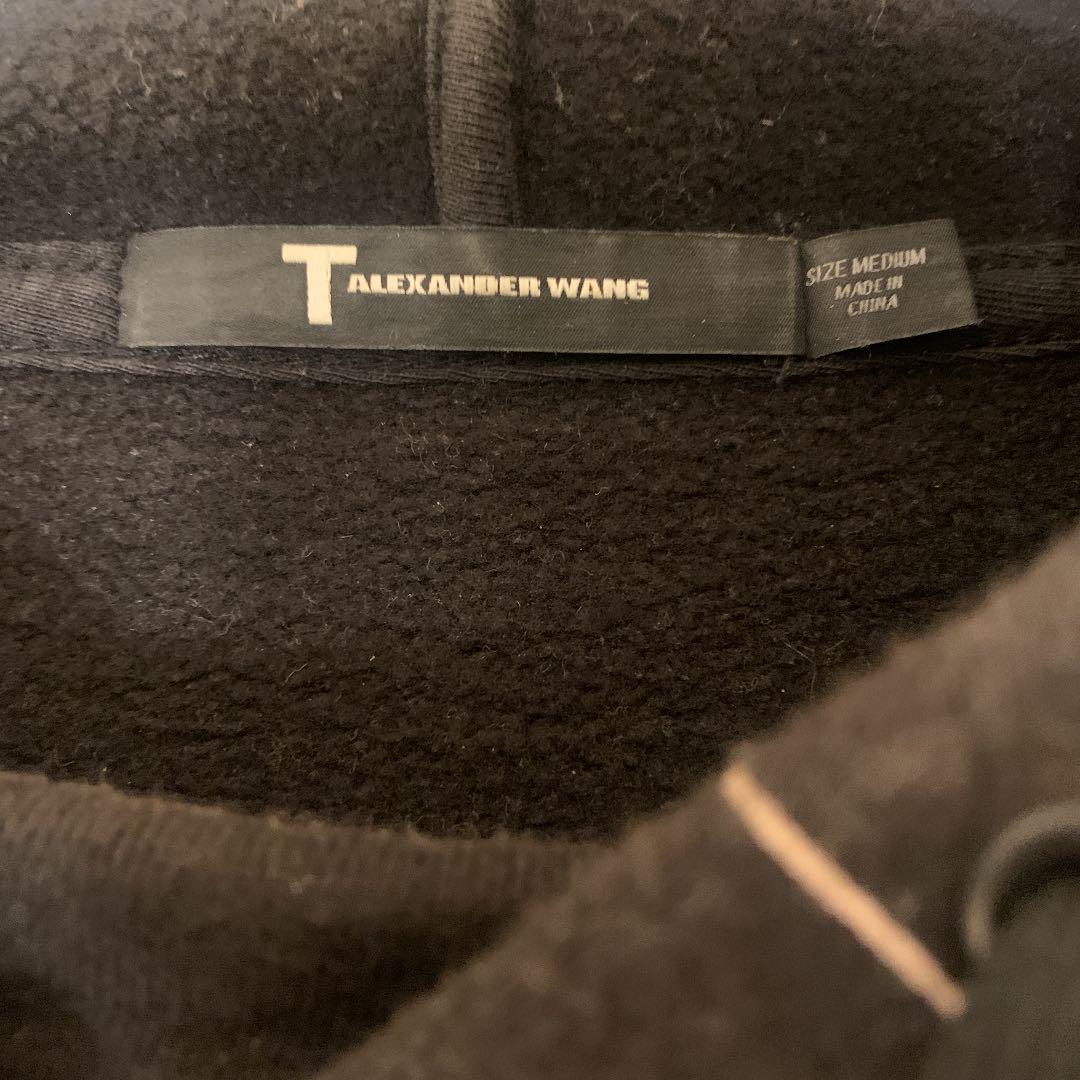 T ALEXANDER WANG
SIZE MEDIUM
MADE IN
CHINA